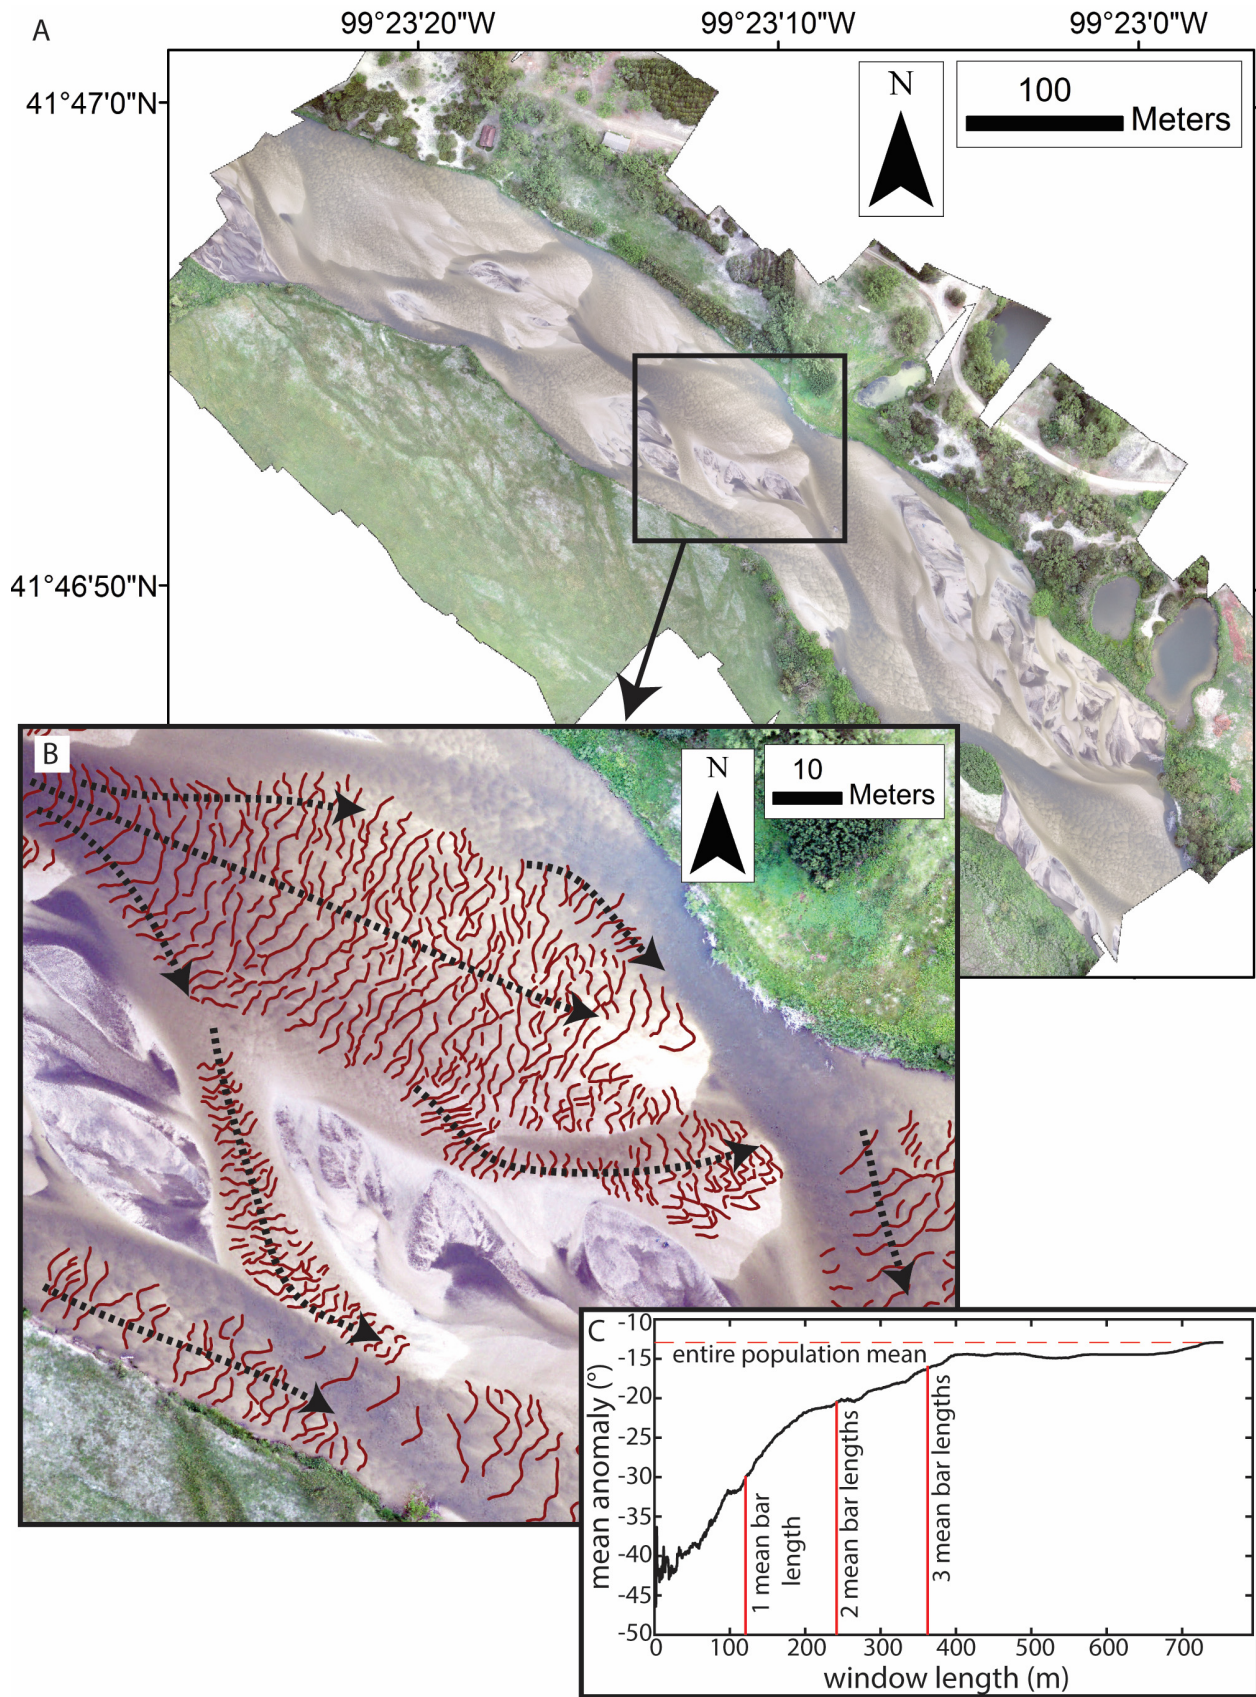 A
99°23'20"W
99°23'10"W
99°23'0"W
41°47'0"N
41°46'50"N
N
100
Meters
B
N
10
Meters
C
-10
-15
-20
-25
-30
-35
-40
-45
-50
mean anomaly (°)
entire population mean
1 mean bar
length
2 mean bar lengths
3 mean bar lengths
0 100 200 300 400 500 600 700
window length (m)